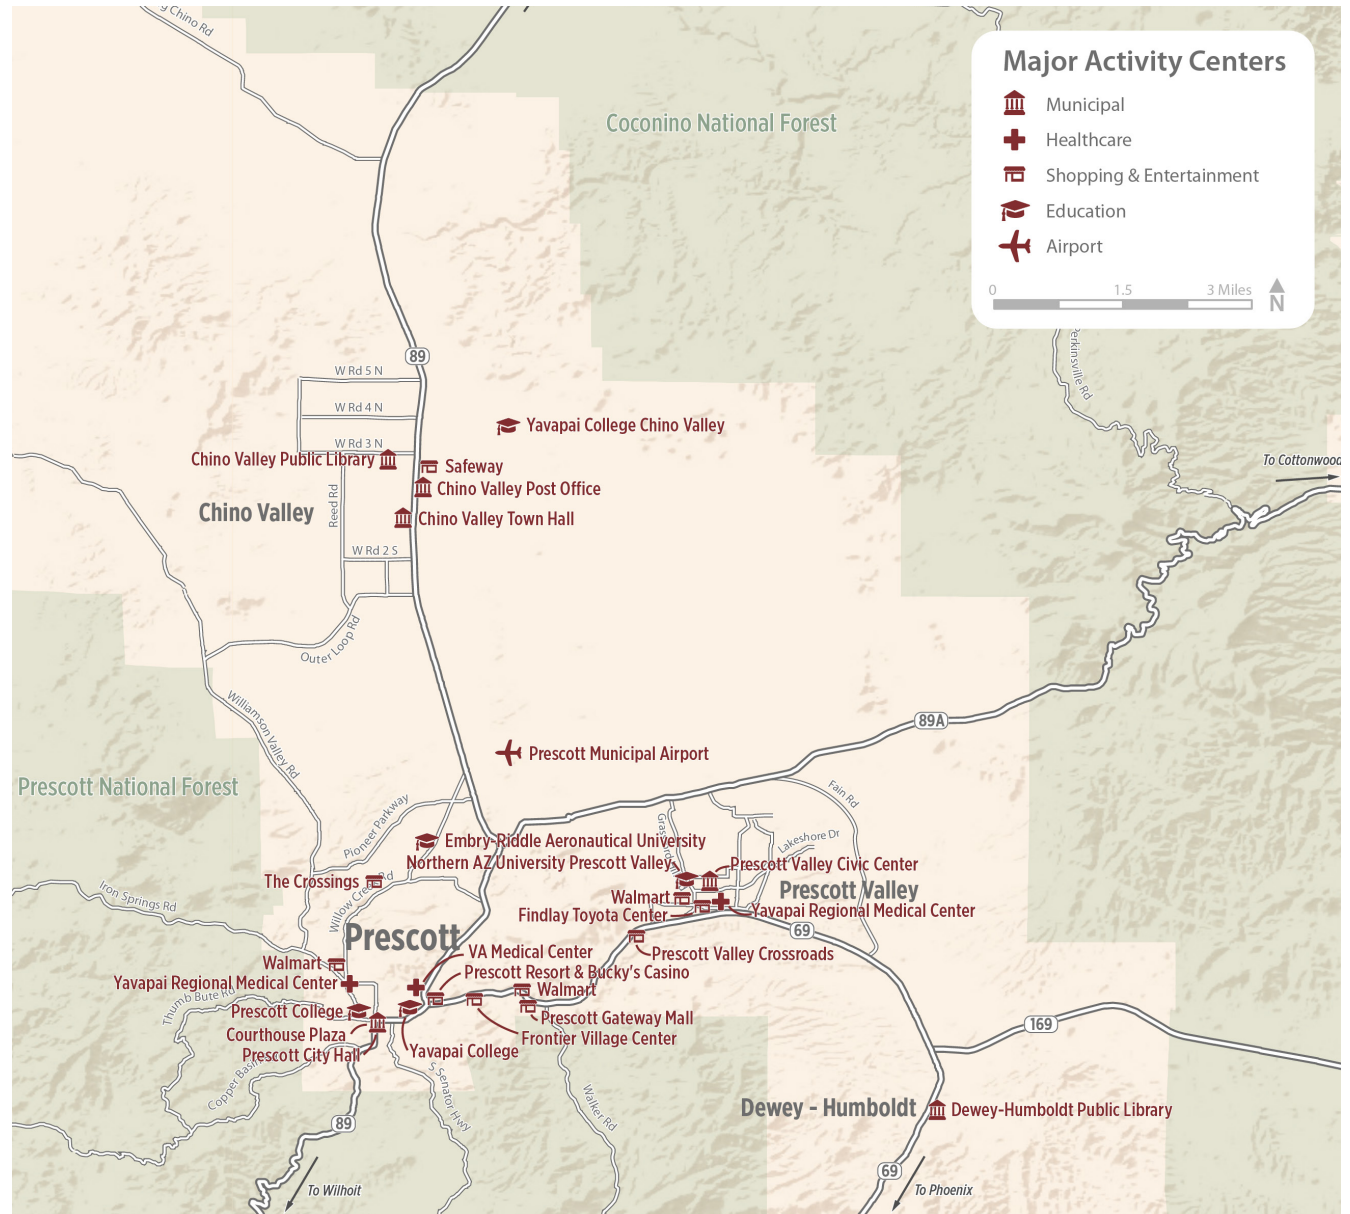 g Chino Rd
Major Activity Centers
Municipal
Healthcare
Shopping & Entertainment
Education
Airport
0 1.5 3 Miles
N
Coconino National Forest
Perkinsville Rd
89
W Rd 5 N
W Rd 4 N
W Rd 3 N
Yavapai College Chino Valley
Chino Valley Public Library
Safeway
To Cottonwood
Chino Valley Post Office
Reed Rd
Chino Valley
Chino Valley Town Hall
W Rd 2 S
Outer Loop Rd
Williamson Valley Rd
89A
Prescott Municipal Airport
Prescott National Forest
Fain Rd
Pioneer Parkway
Lakeshore Dr
Embry-Riddle Aeronautical University
Northern AZ University Prescott Valley
Prescott Valley Civic Center
The Crossings
Willow Creek Rd
Prescott Valley
Iron Springs Rd
Walmart
Findlay Toyota Center
Yavapai Regional Medical Center
69
Prescott
VA Medical Center
Prescott Valley Crossroads
Walmart
Prescott Resort & Bucky's Casino
Yavapai Regional Medical Center
Walmart
Thumb Bute Rd
Prescott College
Prescott Gateway Mall
Courthouse Plaza
Frontier Village Center
Prescott City Hall
Yavapai College
169
Copper Basin
S Senator Hwy
Walker Rd
Dewey - Humboldt
Dewey-Humboldt Public Library
89
69
To Wilhoit
To Phoenix